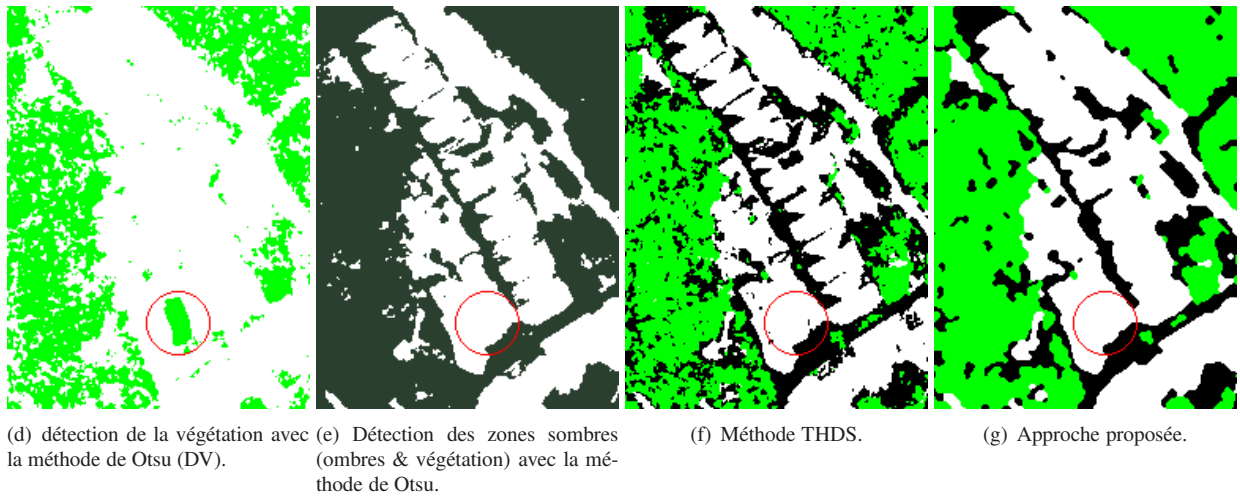 (d) détection de la végétation avec
la méthode de Otsu (DV).
(e) Détection des zones sombres
(ombres & végétation) avec la mé-
thode de Otsu.
(f) Méthode THDS.
(g) Approche proposée.